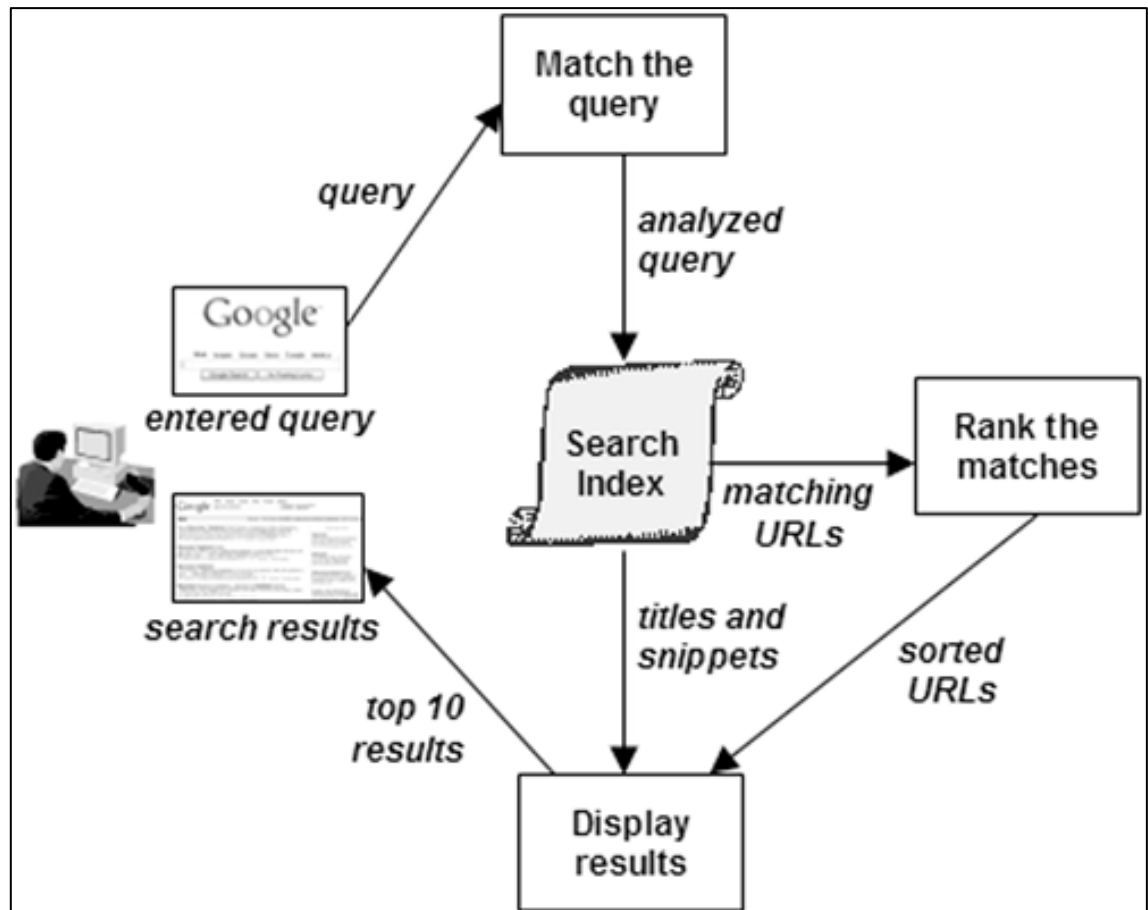 Match the
query
query
analyzed
query
Google
entered query
Search
Index
Rank the
matches
matching
URLs
Google
search results
titles and
snippets
sorted
URLs
top 10
results
Display
results